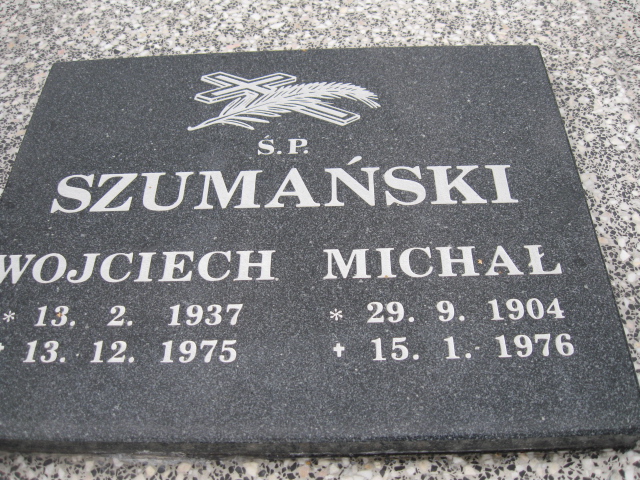 Ś.P.
SZUMAŃSKI
WOJCIECH MICHAŁ
* 13. 2. 1937 * 29. 9. 1904
✝ 13. 12. 1975 ✝ 15. 1. 1976